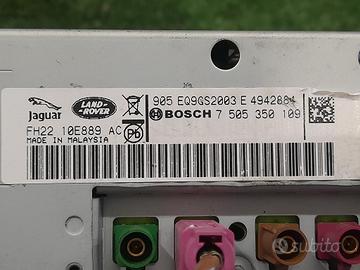 905 EQ9GS2003 E 4942884
Jaguar
LAND-ROVER
FH22 10E889 AC
Pb
BOSCH 7 505 350 109
MADE IN MALAYSIA
subito